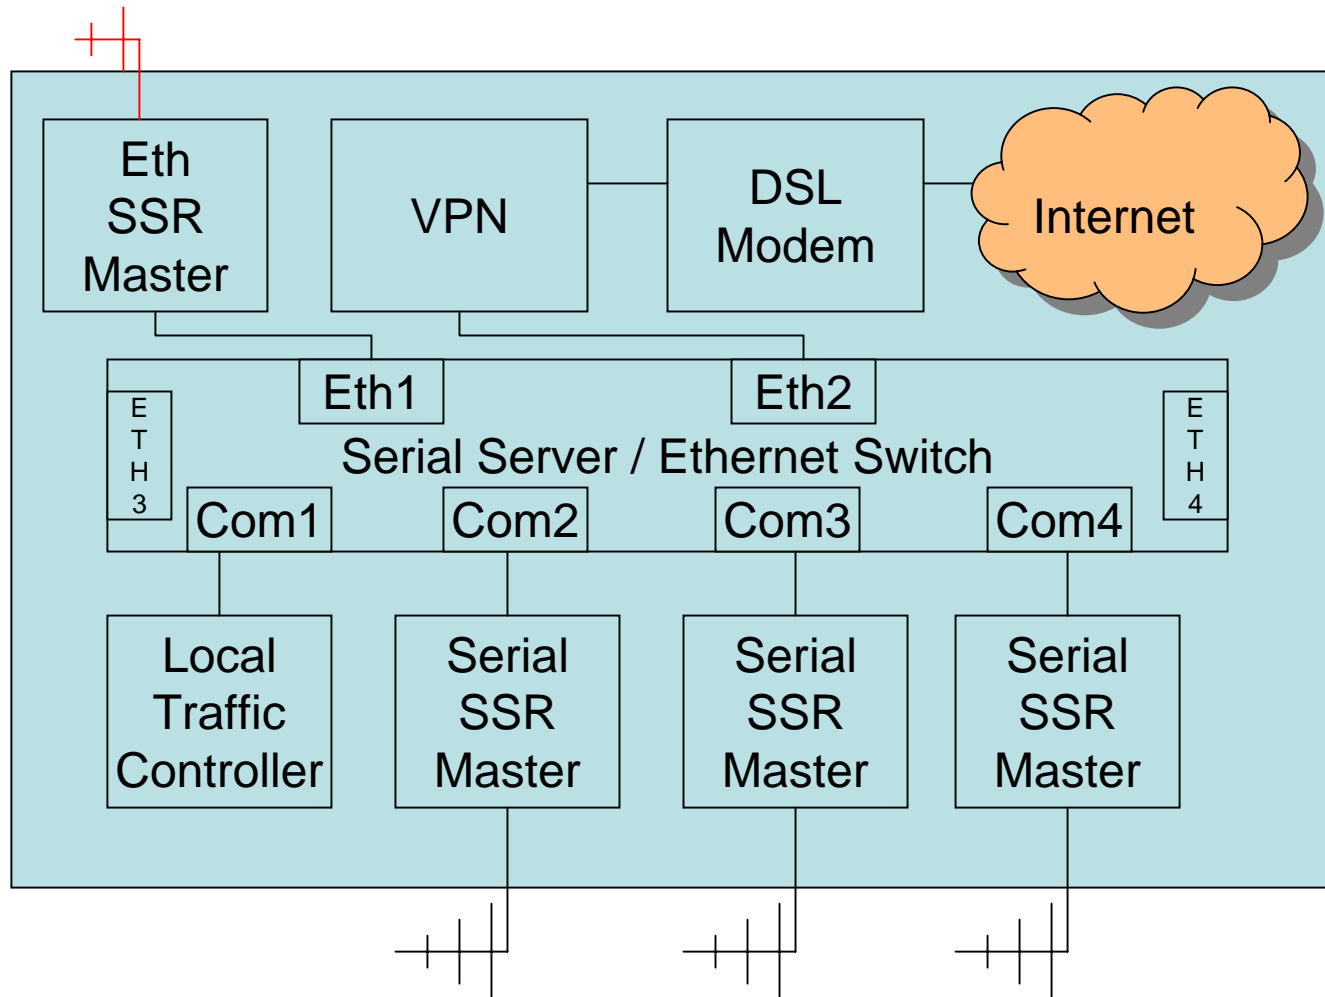 Eth
SSR
Master
VPN
DSL
Modem
Internet
Eth1
Eth2
E
T
H
3
E
T
H
4
Serial Server / Ethernet Switch
Com1
Com2
Com3
Com4
Local
Traffic
Controller
Serial
SSR
Master
Serial
SSR
Master
Serial
SSR
Master